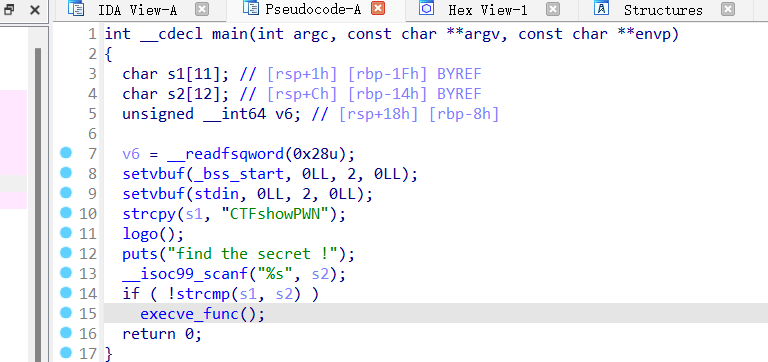 IDA View-A Pseudocode-A Hex View-1 Structures
1 int __cdecl main(int argc, const char **argv, const char **envp)
2 {
3   char s1[11]; // [rsp+1h] [rbp-1Fh] BYREF
4   char s2[12]; // [rsp+Ch] [rbp-14h] BYREF
5   unsigned __int64 v6; // [rsp+18h] [rbp-8h]
6
7   v6 = __readfsqword(0x28u);
8   setvbuf(_bss_start, 0LL, 2, 0LL);
9   setvbuf(stdin, 0LL, 2, 0LL);
10   strcpy(s1, "CTFshowPWN");
11   logo();
12   puts("find the secret !");
13   __isoc99_scanf("%s", s2);
14   if ( !strcmp(s1, s2) )
15     execve_func();
16   return 0;
17 }